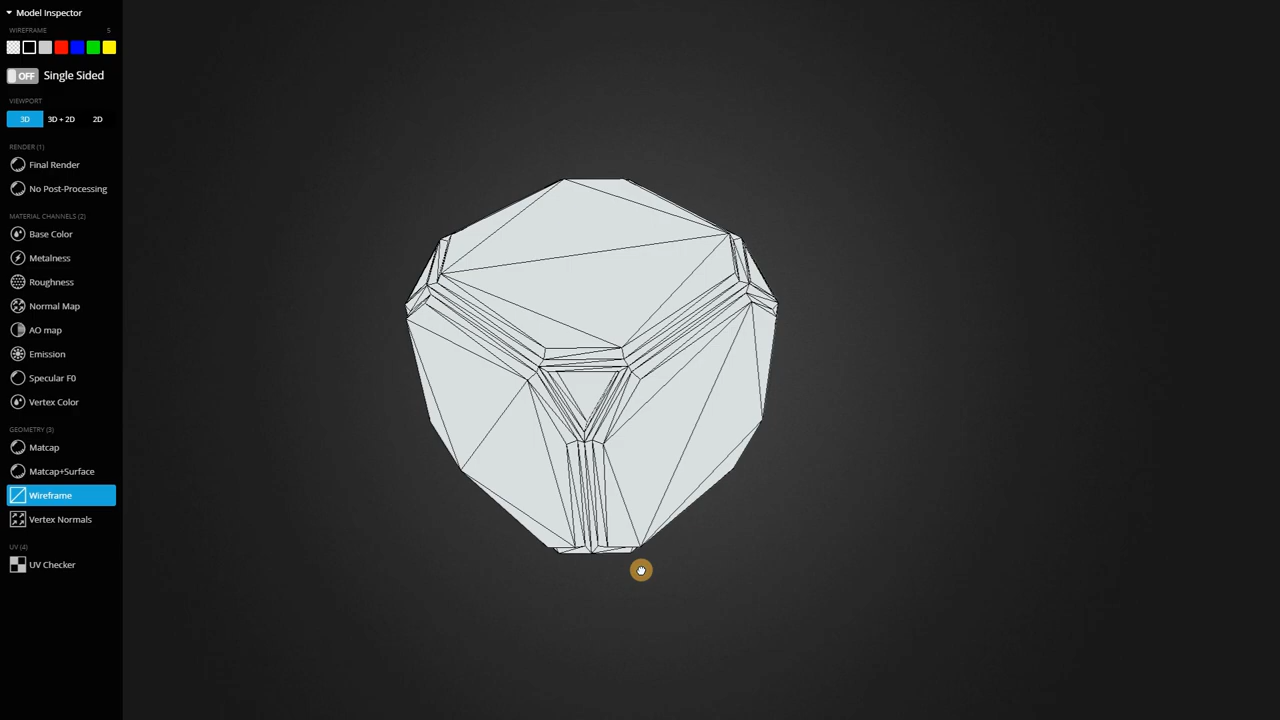 Model Inspector
WIREFRAME 5
OFF Single Sided
VIEWPORT
3D 3D + 2D 2D
RENDER (1)
Final Render
No Post-Processing
MATERIAL CHANNELS (2)
Base Color
Metalness
Roughness
Normal Map
AO map
Emission
Specular F0
Vertex Color
GEOMETRY (3)
Matcap
Matcap+Surface
Wireframe
Vertex Normals
UV (4)
UV Checker